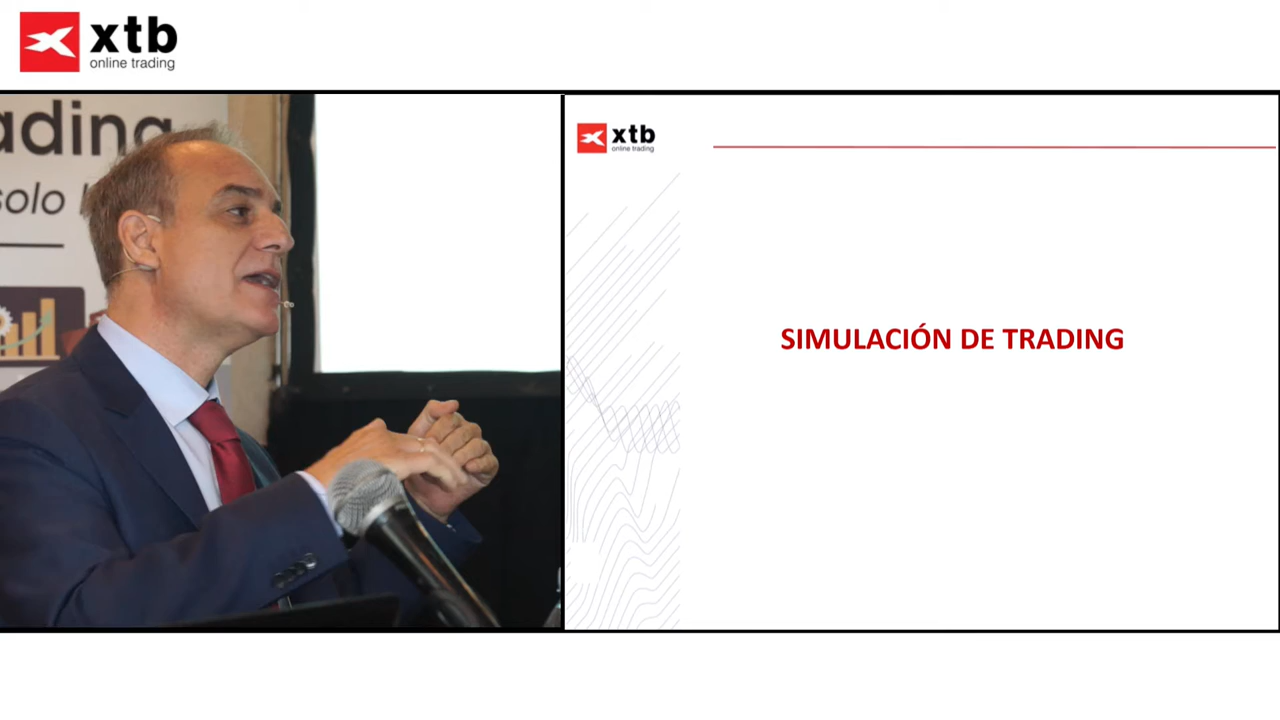 xtb
online trading
ading
solo
xtb
online trading
SIMULACIÓN DE TRADING